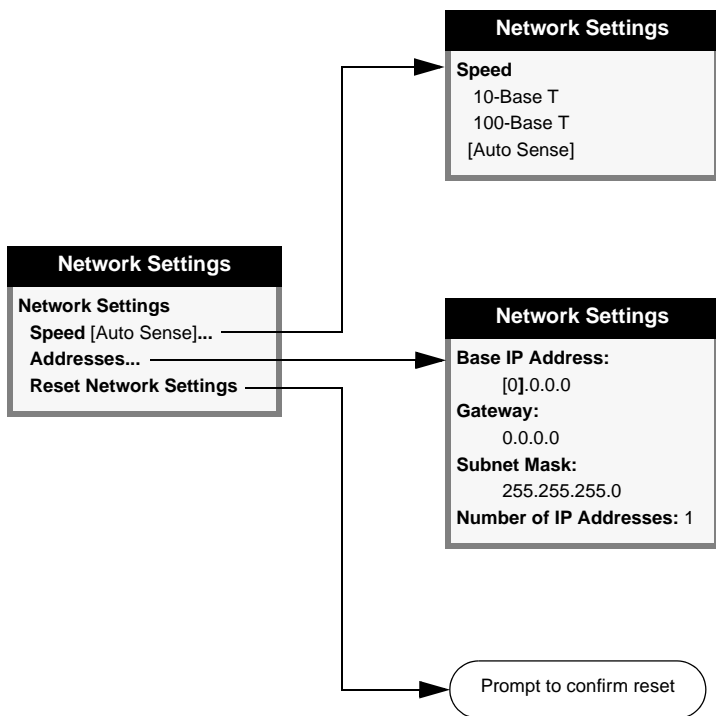 Network Settings
Speed
10-Base T
100-Base T
[Auto Sense]
Network Settings
Network Settings
Speed [Auto Sense]...
Addresses...
Reset Network Settings
Network Settings
Base IP Address:
[0].0.0.0
Gateway:
0.0.0.0
Subnet Mask:
255.255.255.0
Number of IP Addresses: 1
Prompt to confirm reset